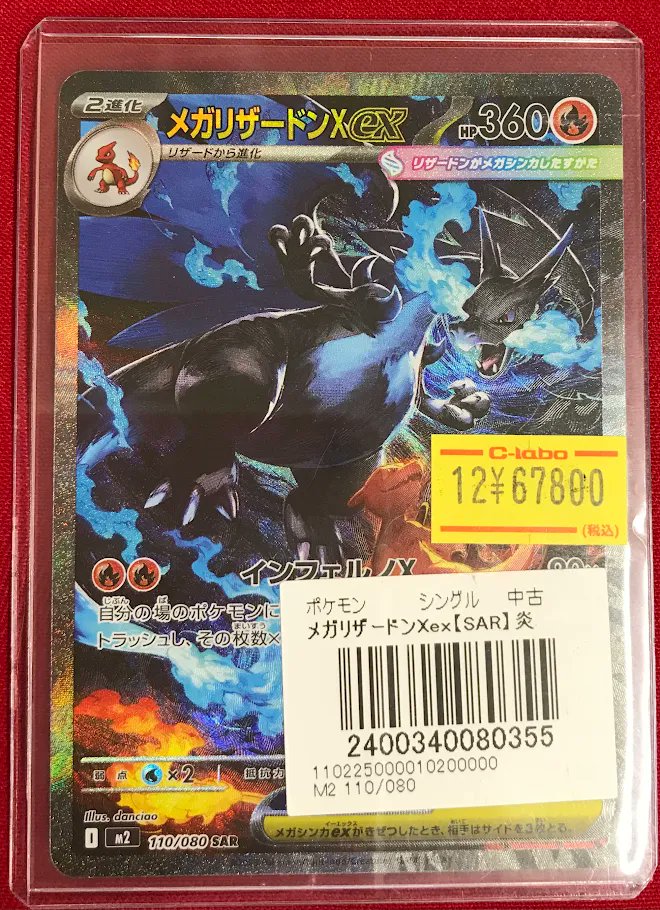 2進化
メガリザードンXex
HP360
リザードから進化
リザードンがメガシンカしたすがた
C-labo
12¥67800
(税込)
インフェルノX
自分の場のポケモンに
トラッシュし、その枚数×
ポケモン シングル 中古
メガリザードンXex【SAR】炎
2400340080355
110225000010200000
M2 110/080
弱点 ×2 抵抗力
Illus. danciao
メガシンカexがきぜつしたとき、相手はサイドを3枚とる。
I M2 110/080 SAR